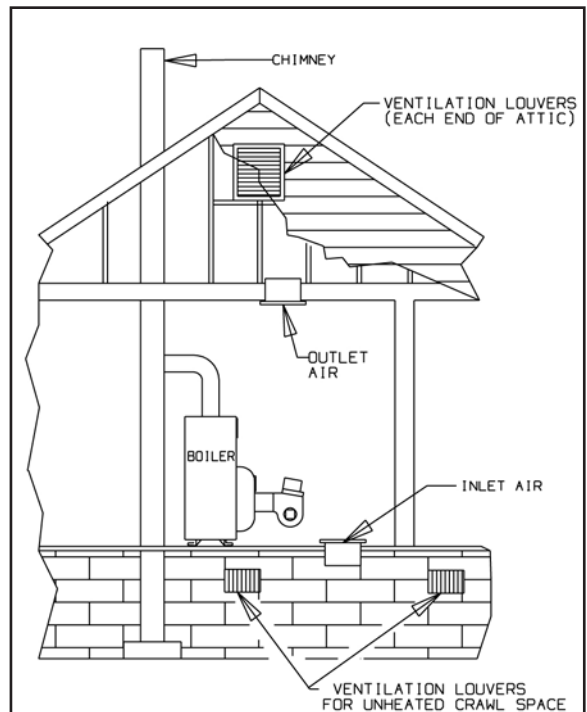 CHIMNEY
VENTILATION LOUVERS
(EACH END OF ATTIC)
OUTLET
AIR
BOILER
INLET AIR
VENTILATION LOUVERS
FOR UNHEATED CRAWL SPACE